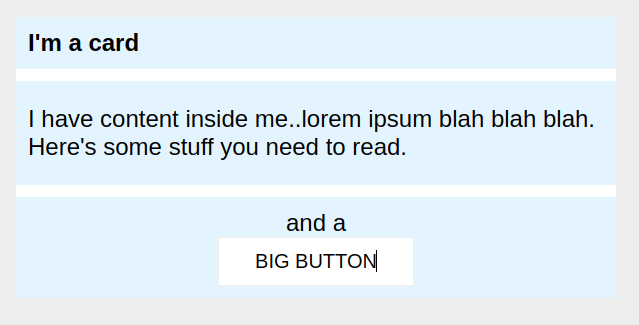 I'm a card
I have content inside me..lorem ipsum blah blah blah.
Here's some stuff you need to read.
and a
BIG BUTTON